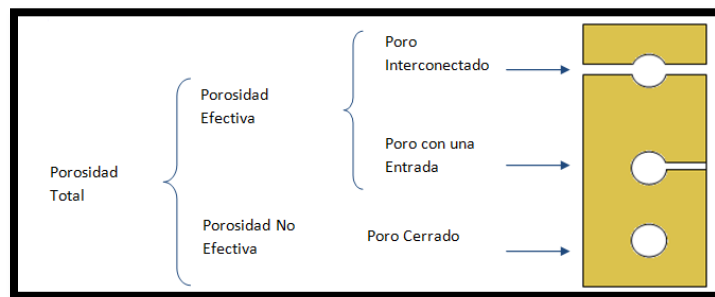 Porosidad
Total
Porosidad
Efectiva
Poro
Interconectado
Poro con una
Entrada
Porosidad No
Efectiva
Poro Cerrado